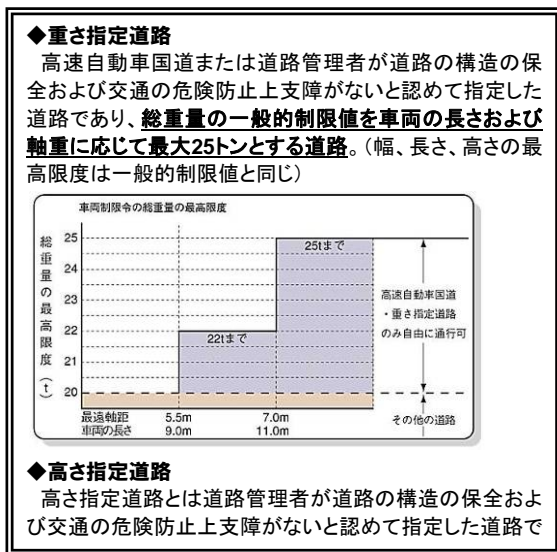 ◆重さ指定道路
高速自動車国道または道路管理者が道路の構造の保
全および交通の危険防止上支障がないと認めて指定した
道路であり、総重量の一般的制限値を車両の長さおよび
軸重に応じて最大25トンとする道路。(幅、長さ、高さの最
高限度は一般的制限値と同じ)
車両制限令の総重量の最高限度
総重量の最高限度(t)
25
24
23
22
21
20
25tまで
22tまで
高速自動車国道
・重さ指定道路
のみ自由に通行可
その他の道路
最遠軸距 5.5m 7.0m
車両の長さ 9.0m 11.0m
◆高さ指定道路
高さ指定道路とは道路管理者が道路の構造の保全およ
び交通の危険防止上支障がないと認めて指定した道路で